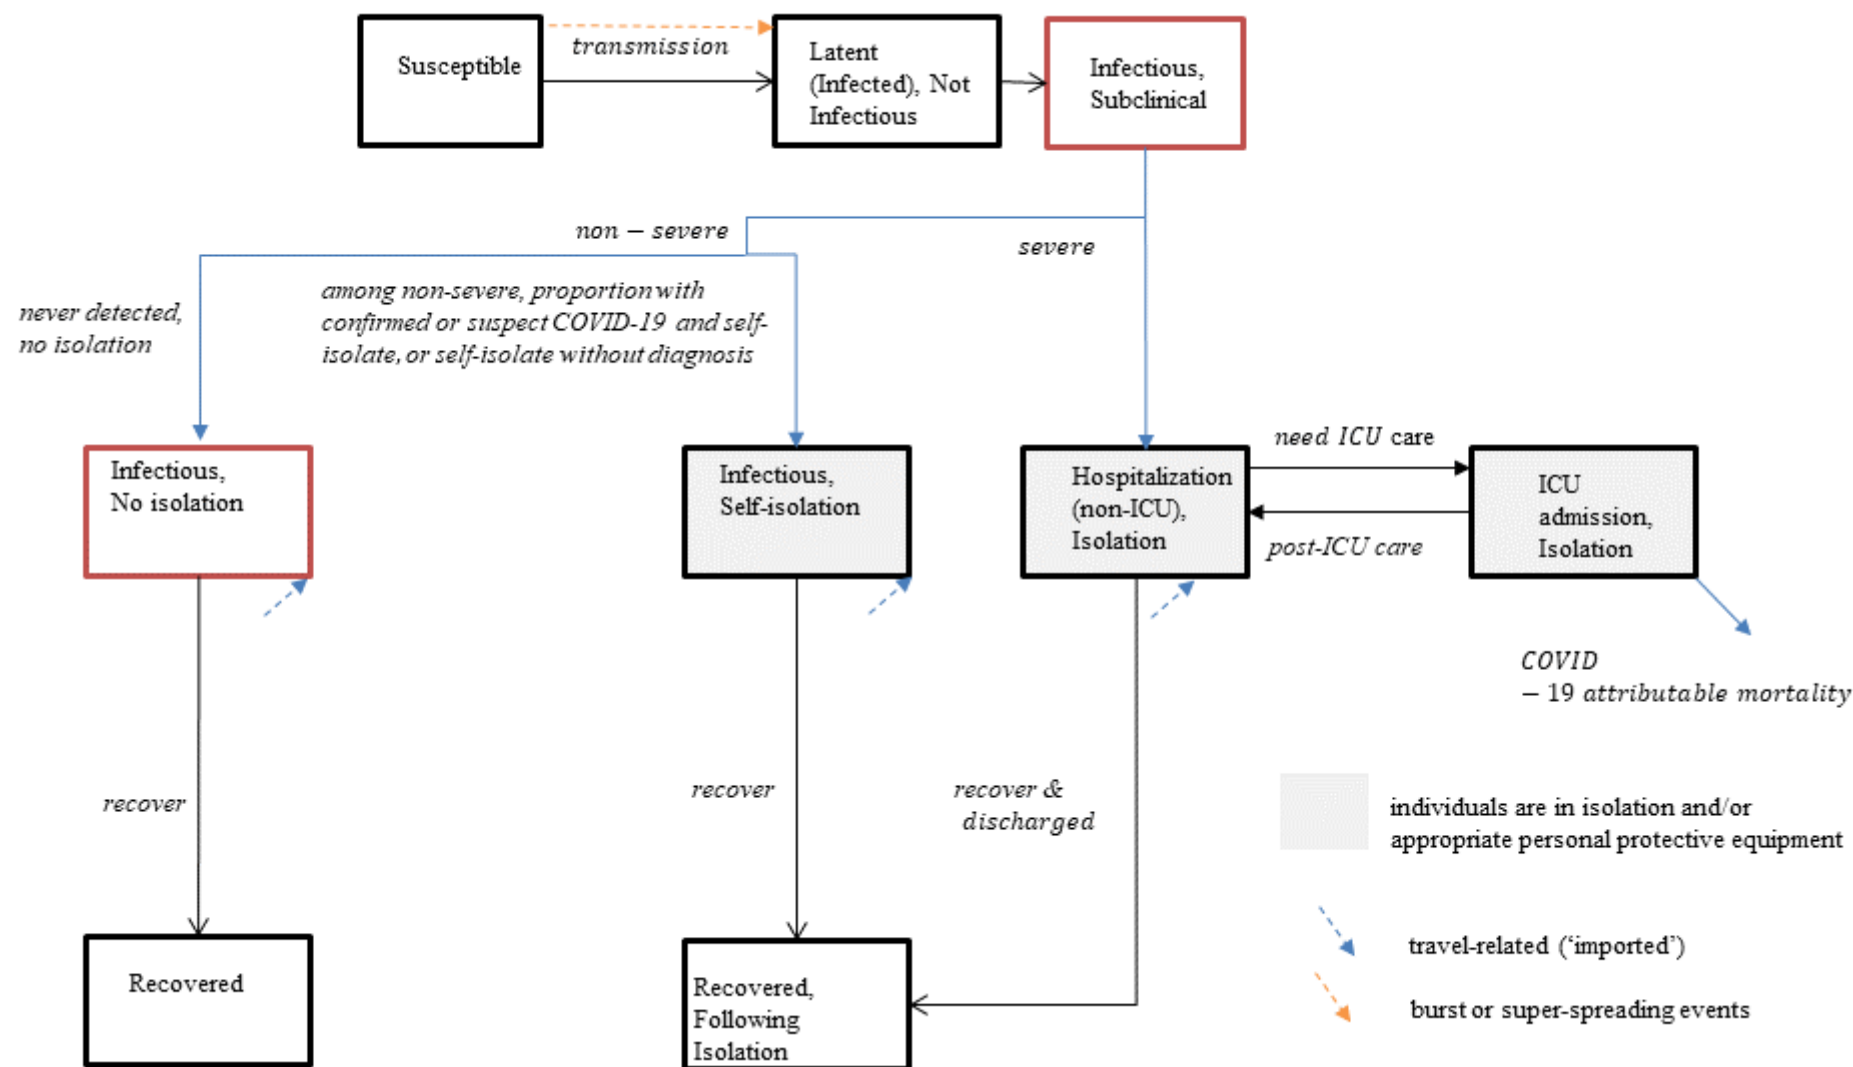 Susceptible
transmission
Latent
(Infected), Not
Infectious
Infectious,
Subclinical
non − severe
severe
never detected,
no isolation
among non-severe, proportion with
confirmed or suspect COVID-19 and self-
isolate, or self-isolate without diagnosis
Infectious,
No isolation
Infectious,
Self-isolation
Hospitalization
(non-ICU),
Isolation
need ICU care
post-ICU care
ICU
admission,
Isolation
COVID
− 19 attributable mortality
recover
recover
recover &
discharged
individuals are in isolation and/or
appropriate personal protective equipment
travel-related (‘imported’)
burst or super-spreading events
Recovered
Recovered,
Following
Isolation